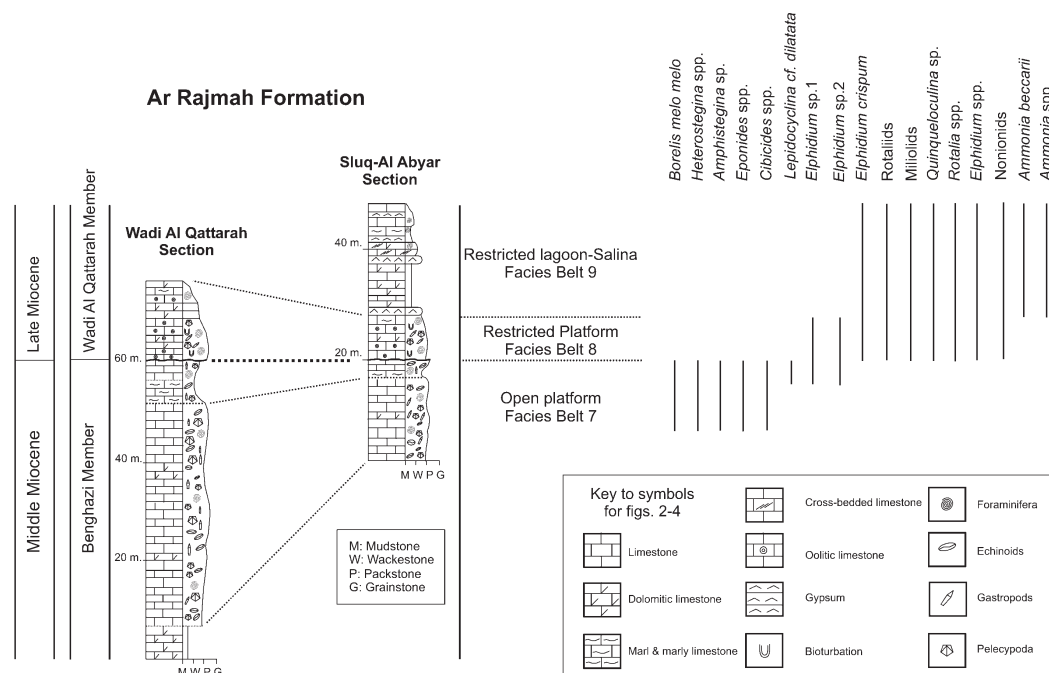 Ar Rajmah Formation
Sluq-Al Abyar
Section
Wadi Al Qattarah
Section
Late Miocene
Middle Miocene
Wadi Al Qattarah Member
Benghazi Member
60 m.
40 m.
20 m.
0 m.
M W P G
40 m.
20 m.
0 m.
M W P G
Restricted lagoon-Salina
Facies Belt 9
Restricted Platform
Facies Belt 8
Open platform
Facies Belt 7
Borelis melo melo
Heterostegina spp.
Amphistegina sp.
Eponides spp.
Cibicides spp.
Lepidocyclina cf. dilatata
Elphidium sp.1
Elphidium sp.2
Elphidium crispum
Rotaliids
Miliolids
Quinqueloculina sp.
Rotalia spp.
Elphidium spp.
Nonionids
Ammonia beccarii
Ammonia spp.
M: Mudstone
W: Wackestone
P: Packstone
G: Grainstone
Key to symbols
for figs. 2-4
Limestone
Dolomitic limestone
Marl & marly limestone
Cross-bedded limestone
Oolitic limestone
Gypsum
Bioturbation
Foraminifera
Echinoids
Gastropods
Pelecypoda